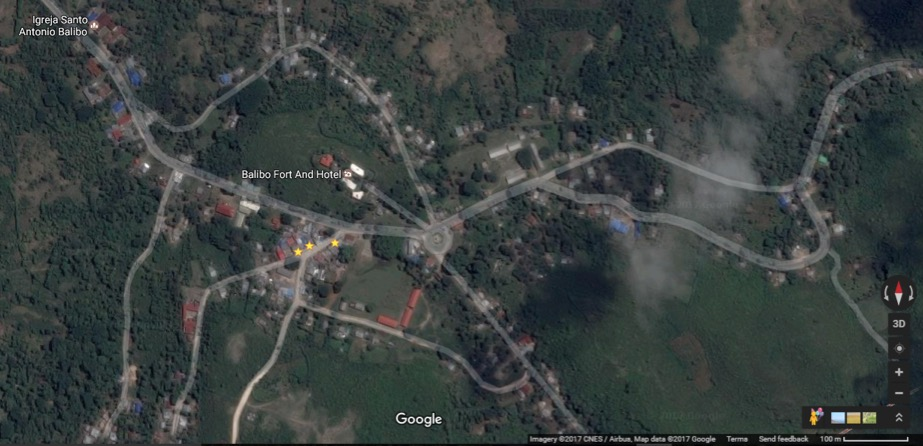 Igreja Santo
Antonio Balibo
Balibo Fort And Hotel
3D
Google
Imagery ©2017 CNES / Airbus, Map data ©2017 Google Terms Send feedback 100 m